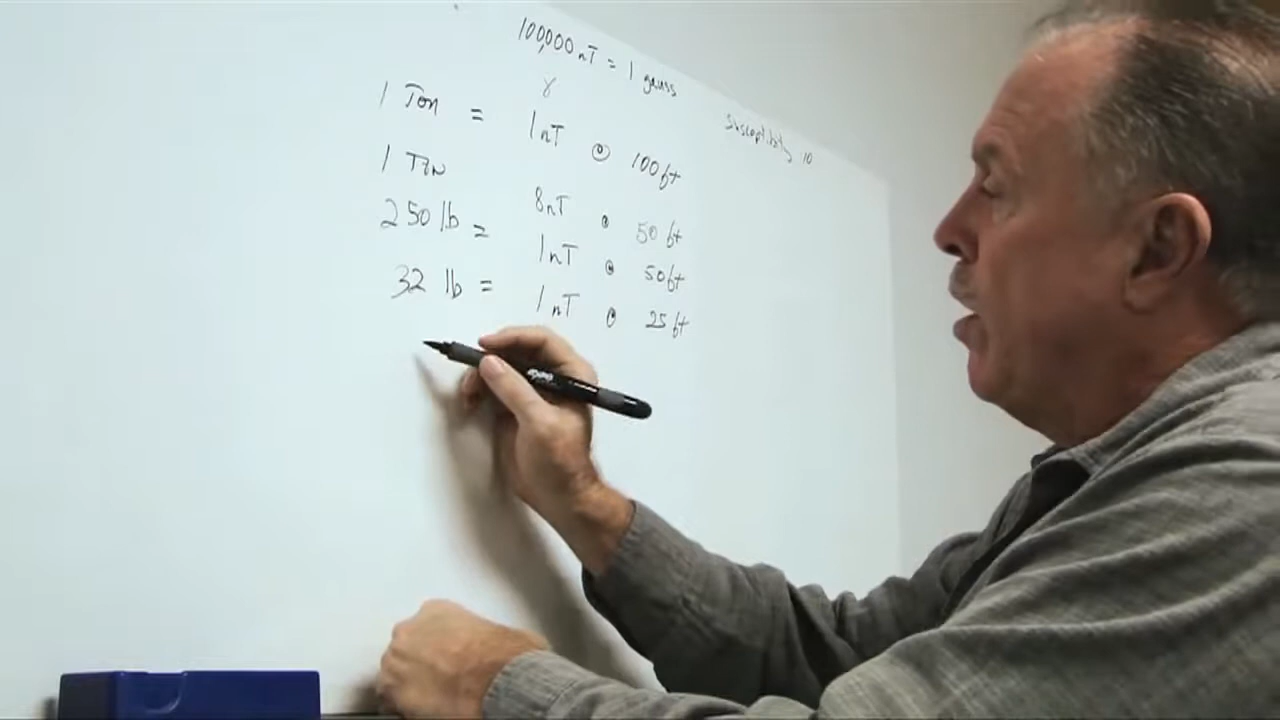 100,000 nT = 1 gauss
γ
1 Ton = 1 nT @ 100 ft
Susceptibility 10
1 Ton 8 nT @ 50 ft
250 lb = 1 nT @ 50 ft
32 lb = 1 nT @ 25 ft
expo